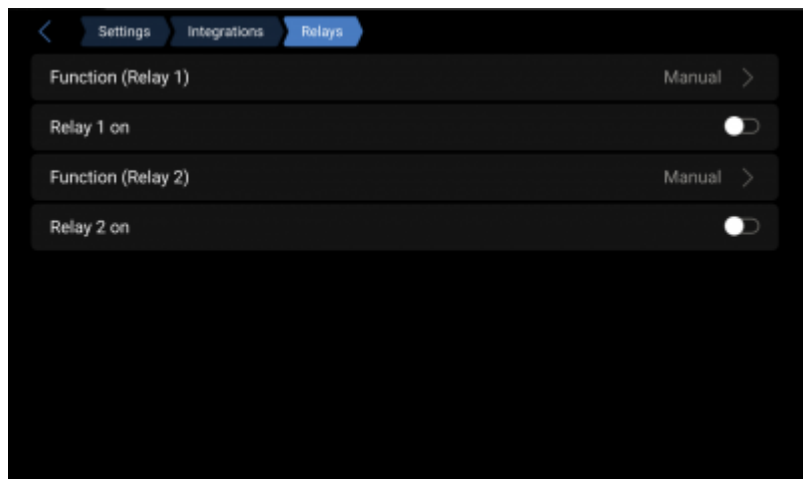 Settings Integrations Relays
Function (Relay 1) Manual
Relay 1 on
Function (Relay 2) Manual
Relay 2 on